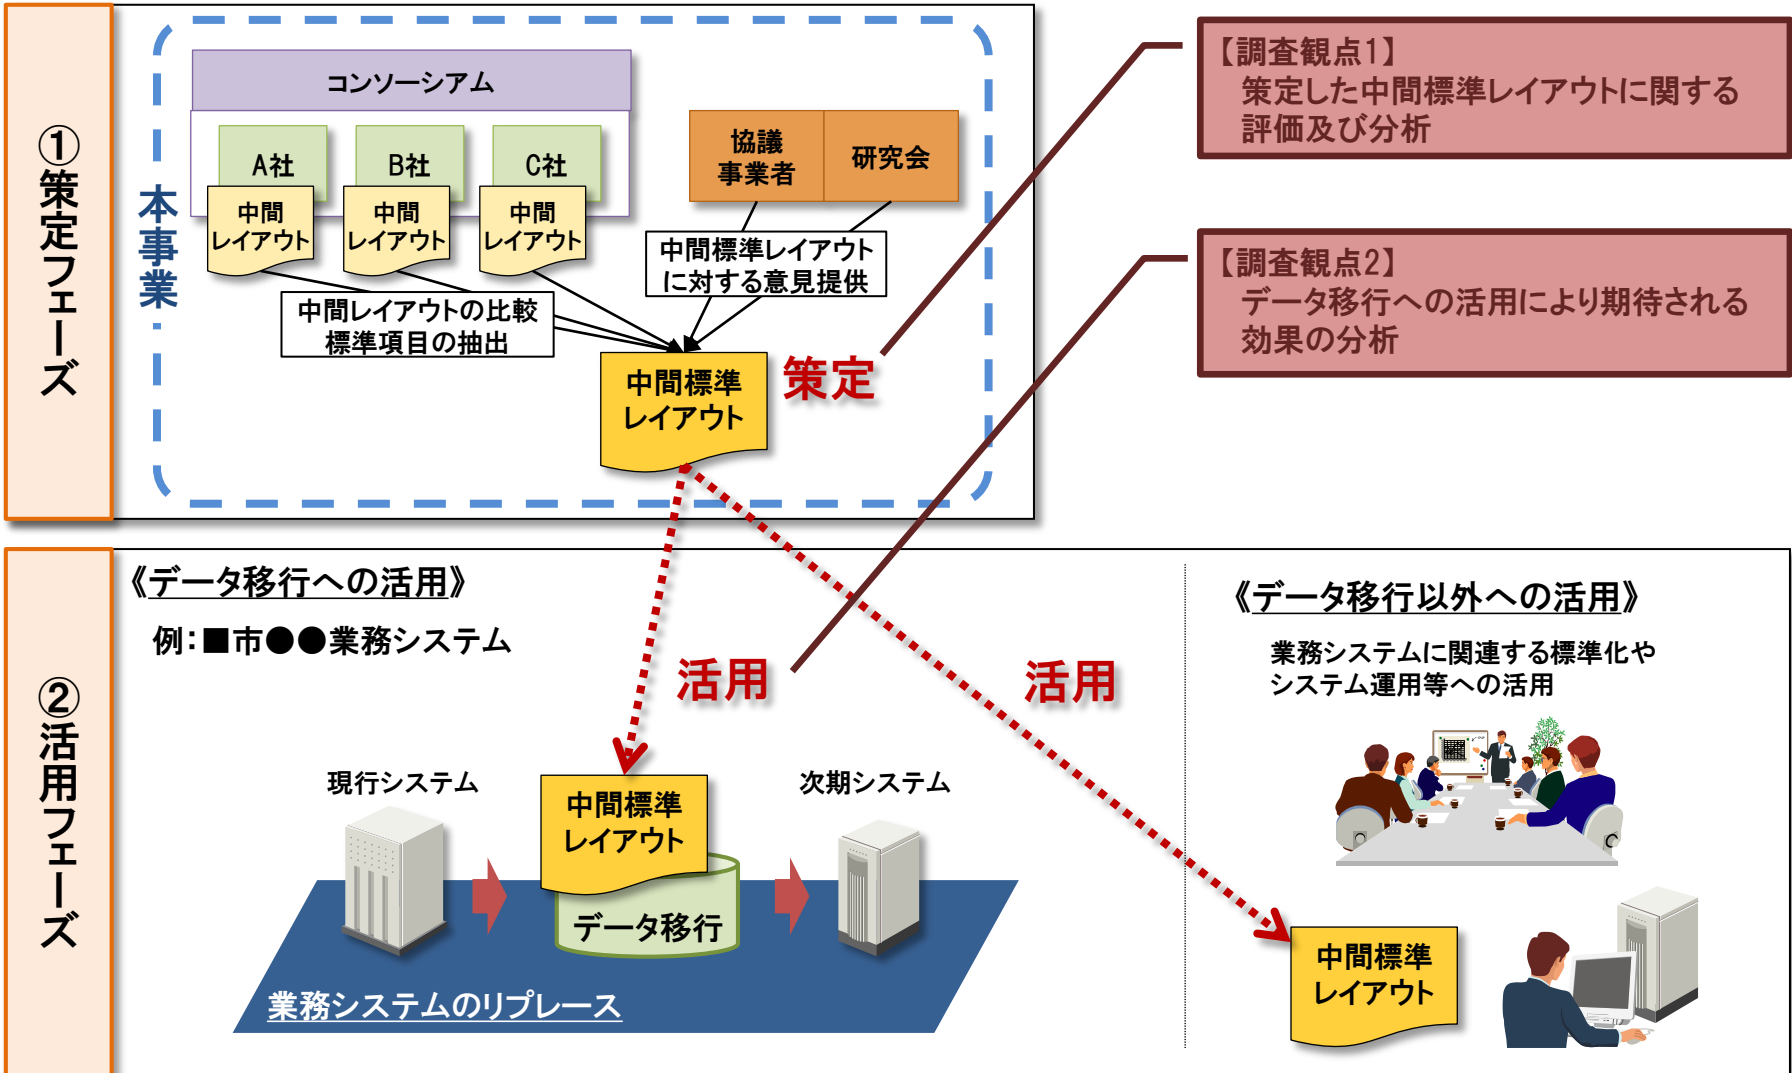 ①策定フェーズ
本事業
コンソーシアム
A社
B社
C社
中間
レイアウト
中間
レイアウト
中間
レイアウト
協議
事業者
研究会
中間標準レイアウト
に対する意見提供
中間レイアウトの比較
標準項目の抽出
中間標準
レイアウト
策定
【調査観点1】
策定した中間標準レイアウトに関する
評価及び分析
【調査観点2】
データ移行への活用により期待される
効果の分析
②活用フェーズ
《データ移行への活用》
例:■市●●業務システム
活用
活用
現行システム
中間標準
レイアウト
データ移行
次期システム
業務システムのリプレース
《データ移行以外への活用》
業務システムに関連する標準化や
システム運用等への活用
中間標準
レイアウト